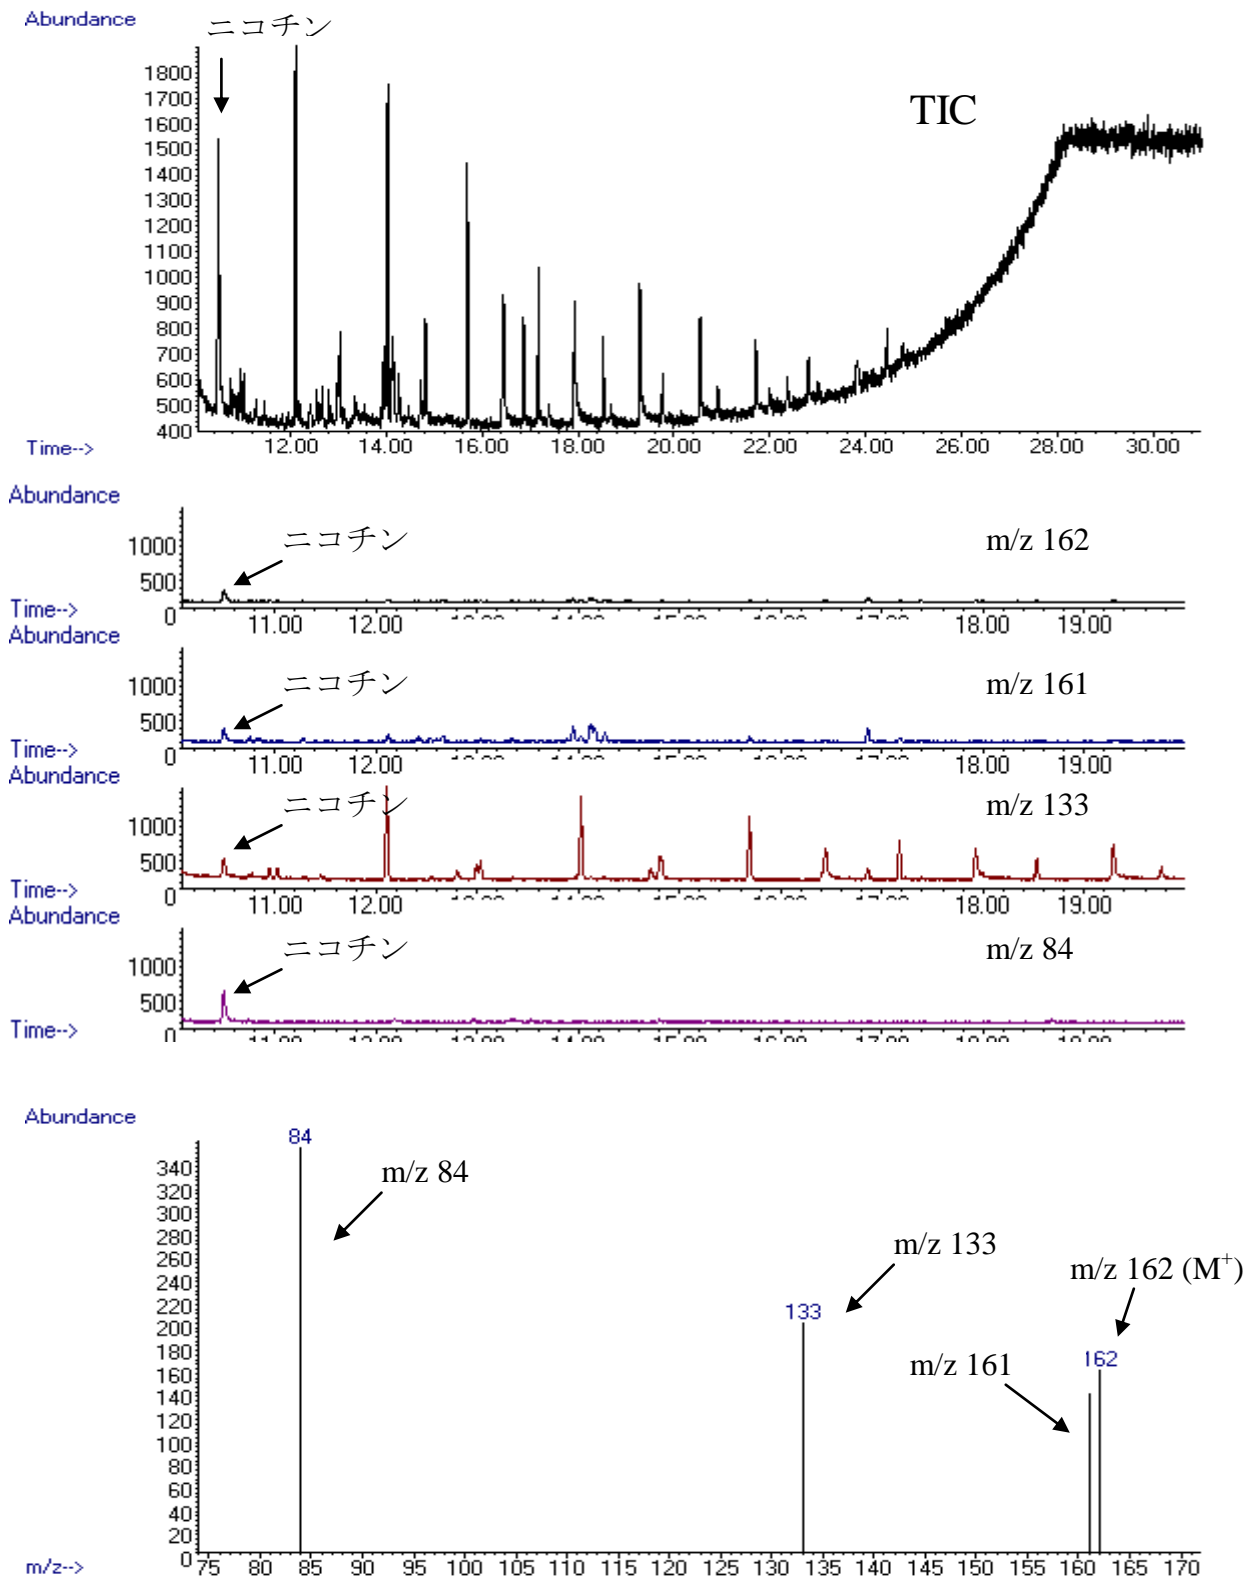 Abundance
ニコチン
TIC
1800
1700
1600
1500
1400
1300
1200
1100
1000
900
800
700
600
500
400
12.00 14.00 16.00 18.00 20.00 22.00 24.00 26.00 28.00 30.00
Time-->
Abundance
ニコチン
m/z 162
1000
500
0
Time-->
11.00 12.00 18.00 19.00
Abundance
ニコチン
m/z 161
1000
500
0
Time-->
11.00 12.00 18.00 19.00
Abundance
ニコチン
m/z 133
1000
500
0
Time-->
11.00 12.00 18.00 19.00
Abundance
ニコチン
m/z 84
1000
500
0
Time-->
Abundance
84
m/z 84
m/z 133
m/z 162 (M+)
133
m/z 161
162
340
320
300
280
260
240
220
200
180
160
140
120
100
80
60
40
20
0
75 80 85 90 95 100 105 110 115 120 125 130 135 140 145 150 155 160 165 170
m/z-->